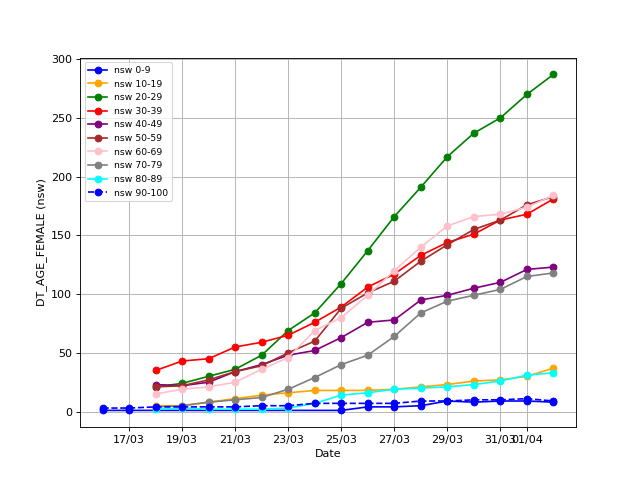 300
250
200
150
100
50
0
DT_AGE_FEMALE (nsw)
nsw 0-9
nsw 10-19
nsw 20-29
nsw 30-39
nsw 40-49
nsw 50-59
nsw 60-69
nsw 70-79
nsw 80-89
nsw 90-100
17/03 19/03 21/03 23/03 25/03 27/03 29/03 31/03 01/04
Date